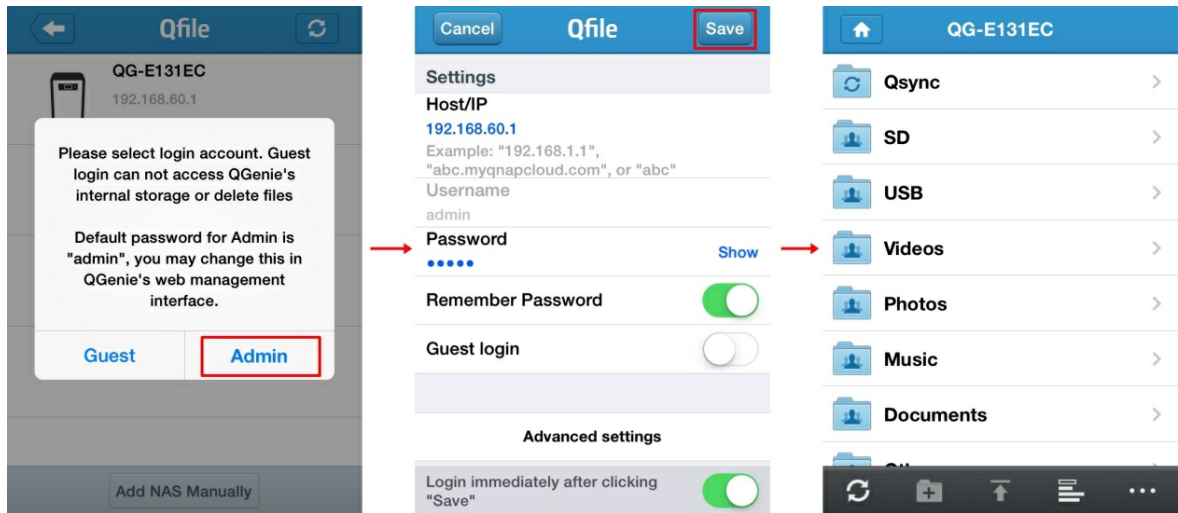 Qfile
QG-E131EC
192.168.60.1
Please select login account. Guest
login can not access QGenie's
internal storage or delete files
Default password for Admin is
"admin", you may change this in
QGenie's web management
interface.
Guest
Admin
Add NAS Manually
Cancel
Qfile
Save
Settings
Host/IP
192.168.60.1
Example: "192.168.1.1",
"abc.myqnapcloud.com", or "abc"
Username
admin
Password
•••••
Show
Remember Password
Guest login
Advanced settings
Login immediately after clicking
"Save"
QG-E131EC
Qsync
SD
USB
Videos
Photos
Music
Documents